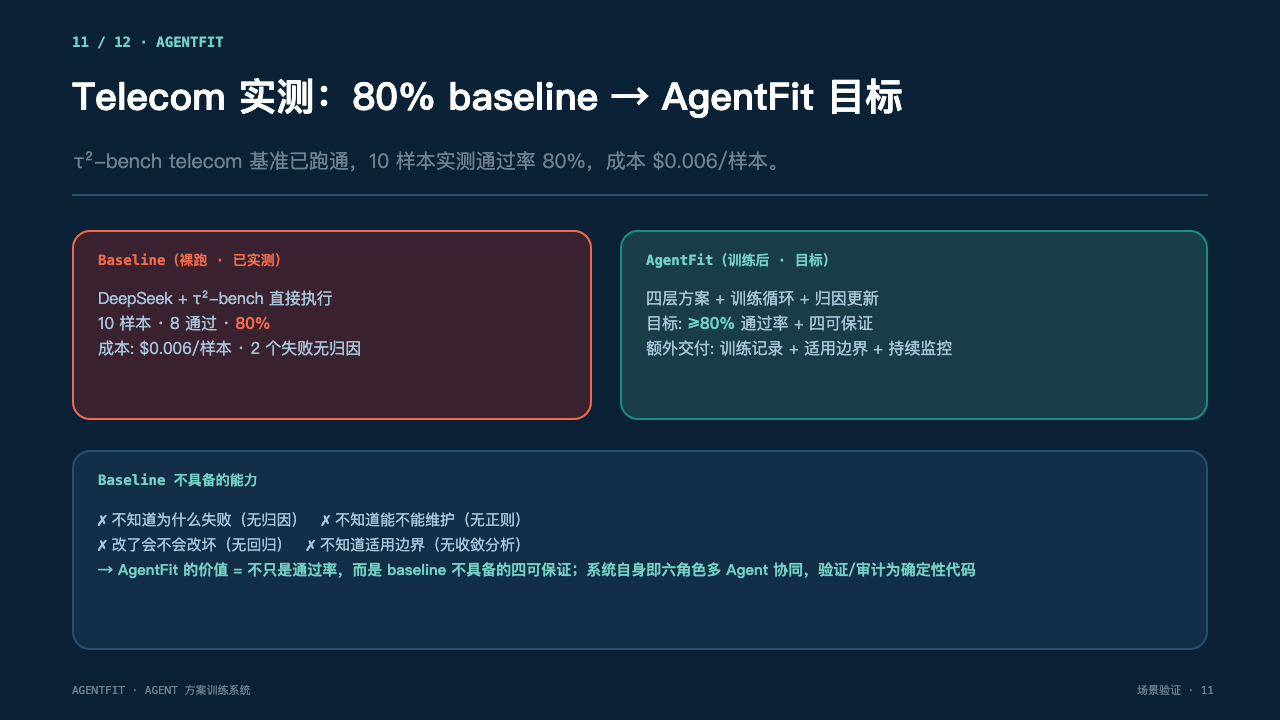 11 / 12 · AGENTFIT
Telecom 实测：80% baseline → AgentFit 目标
τ²-bench telecom 基准已跑通，10 样本实测通过率 80%，成本 $0.006/样本。
Baseline（裸跑 · 已实测）
DeepSeek + τ²-bench 直接执行
10 样本 · 8 通过 · 80%
成本: $0.006/样本 · 2 个失败无归因
AgentFit（训练后 · 目标）
四层方案 + 训练循环 + 归因更新
目标: ≥80% 通过率 + 四可保证
额外交付: 训练记录 + 适用边界 + 持续监控
Baseline 不具备的能力
✗ 不知道为什么失败（无归因） ✗ 不知道能不能维护（无正则）
✗ 改了会不会改坏（无回归） ✗ 不知道适用边界（无收敛分析）
→ AgentFit 的价值 = 不只是通过率，而是 baseline 不具备的四可保证；系统自身即六角色多 Agent 协同，验证/审计为确定性代码
AGENTFIT · AGENT 方案训练系统
场景验证 · 11